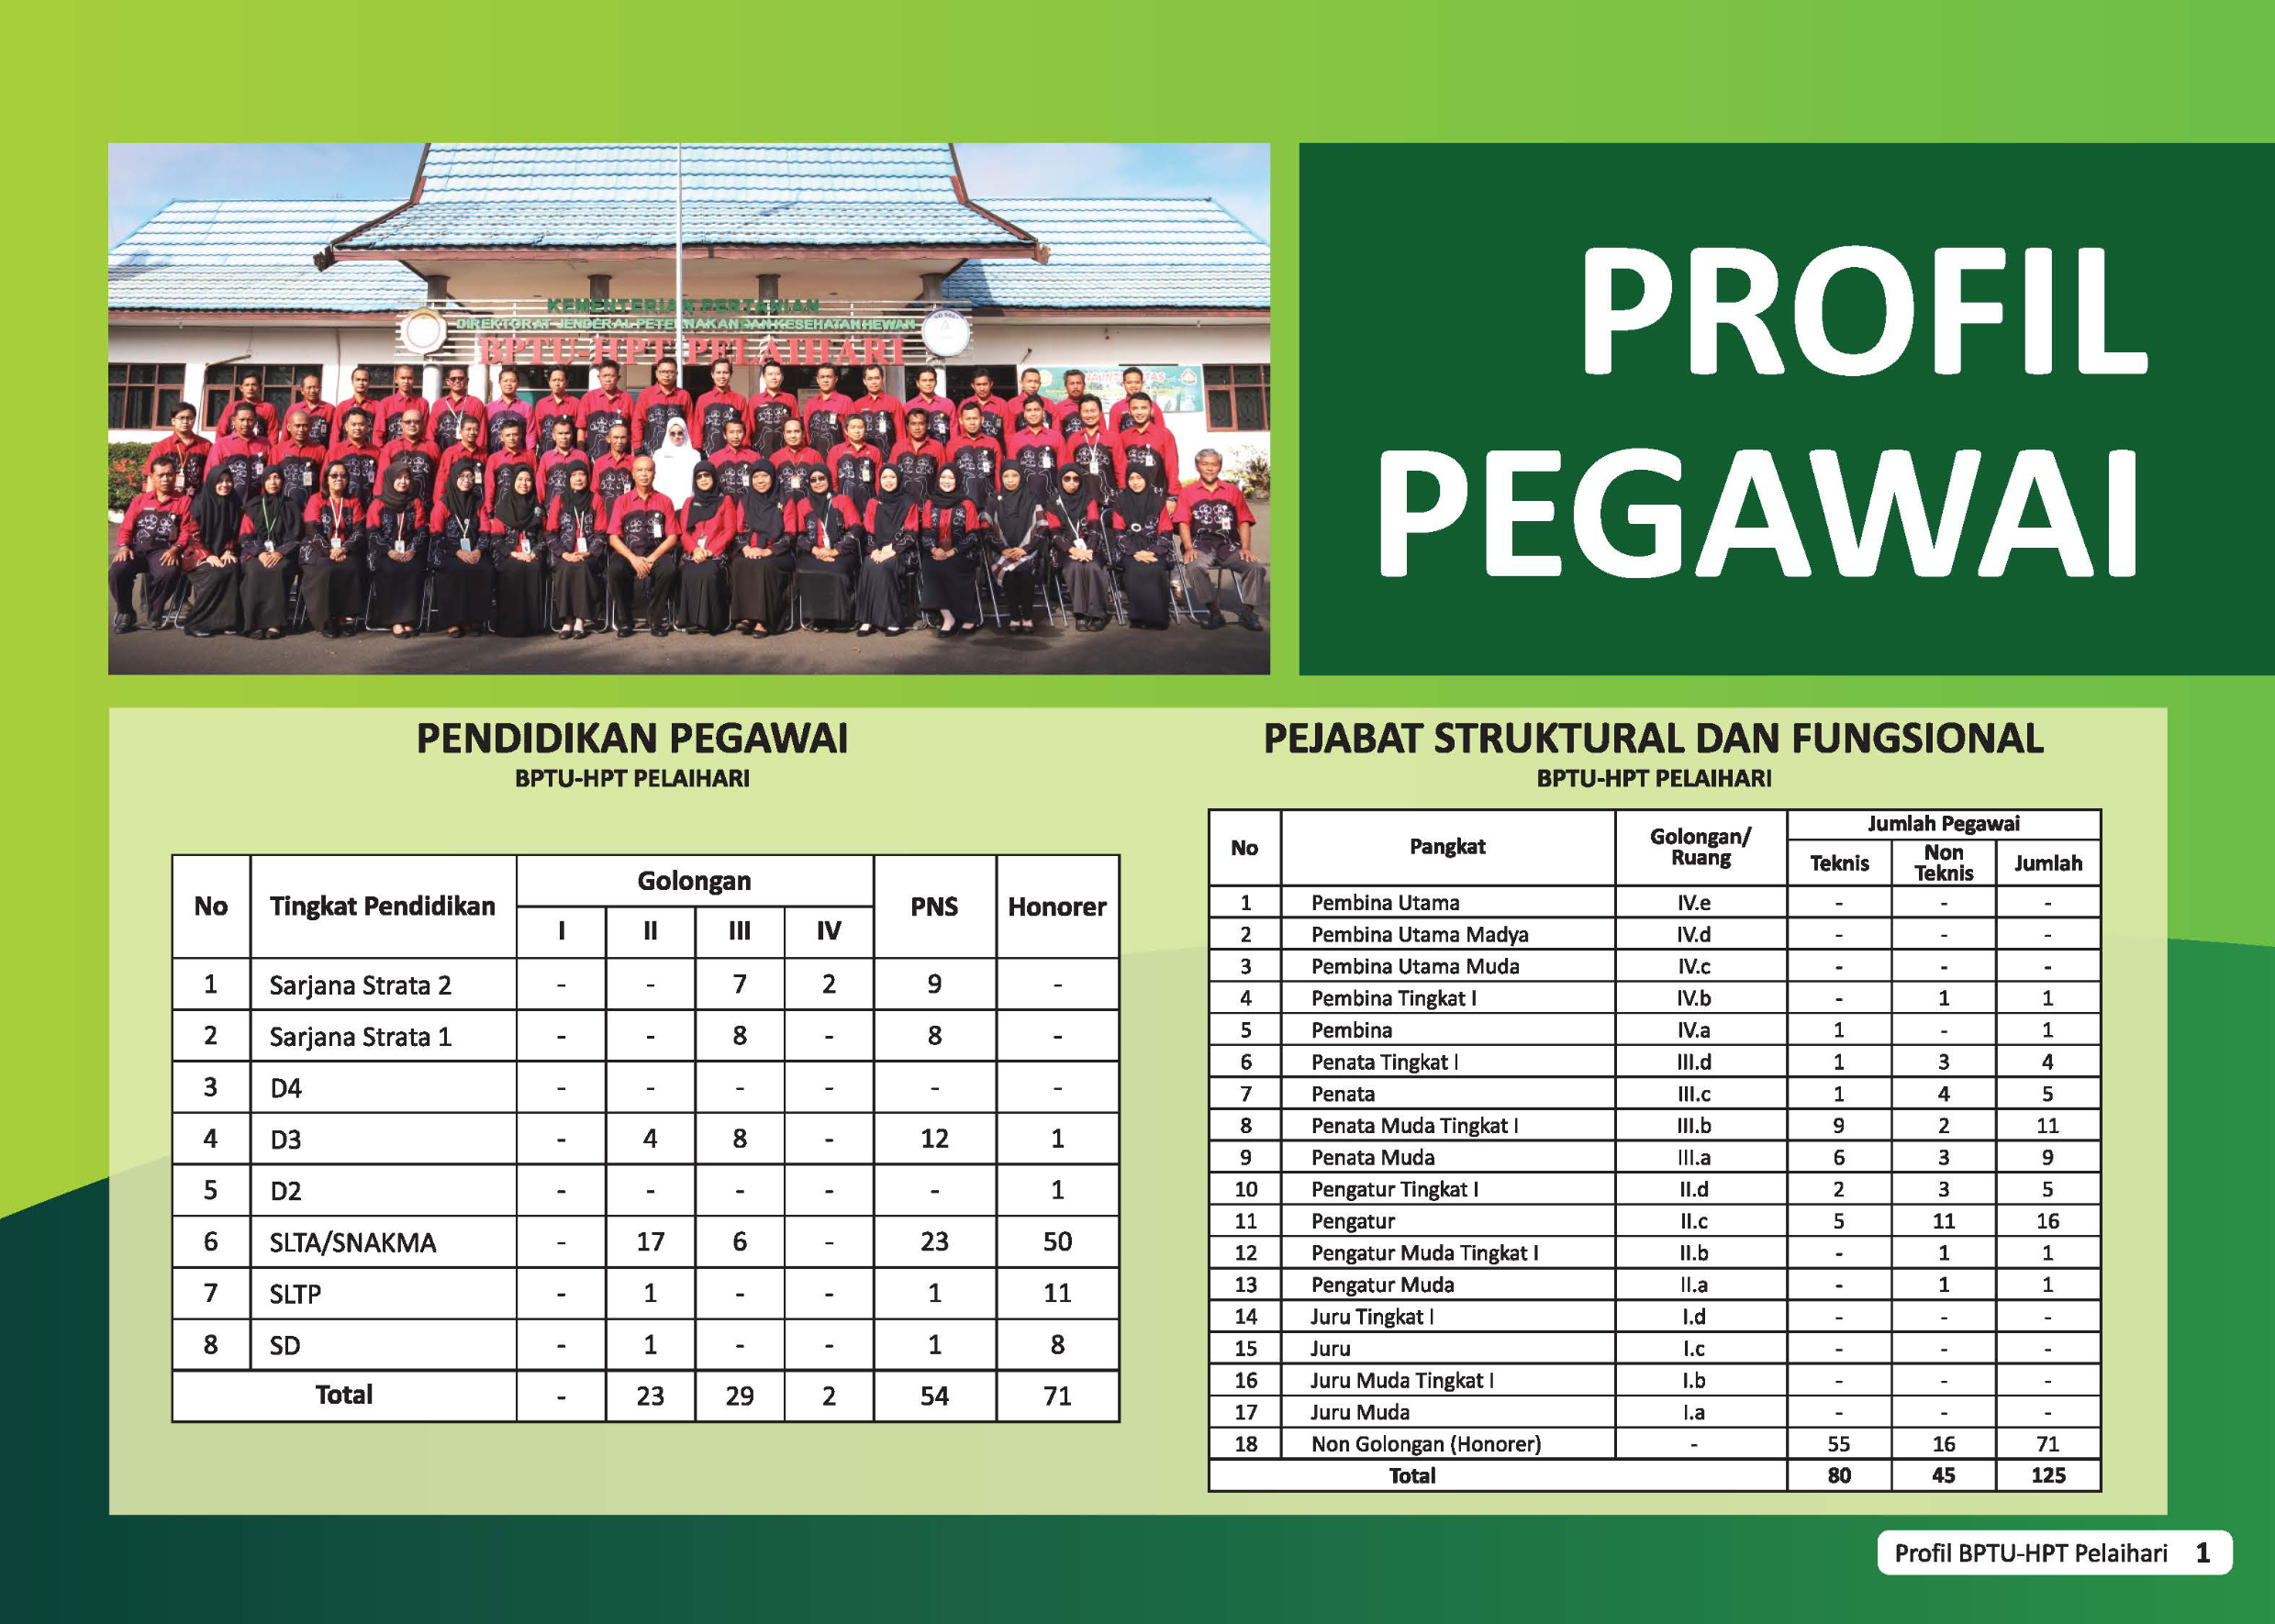 KEMENTERIAN PERTANIAN
DIREKTORAT JENDERAL PETERNAKAN DAN KESEHATAN HEWAN
BPTU-HPT PELAIHARI
PROFIL
PEGAWAI
PENDIDIKAN PEGAWAI
BPTU-HPT PELAIHARI
No Tingkat Pendidikan Golongan PNS Honorer
I II III IV
1 Sarjana Strata 2 - - 7 2 9 -
2 Sarjana Strata 1 - - 8 - 8 -
3 D4 - - - - - -
4 D3 - 4 8 - 12 1
5 D2 - - - - - 1
6 SLTA/SNAKMA - 17 6 - 23 50
7 SLTP - 1 - - 1 11
8 SD - 1 - - 1 8
Total - 23 29 2 54 71
PEJABAT STRUKTURAL DAN FUNGSIONAL
BPTU-HPT PELAIHARI
No Pangkat Golongan/ Ruang Jumlah Pegawai
Teknis Non Teknis Jumlah
1 Pembina Utama IV.e - - -
2 Pembina Utama Madya IV.d - - -
3 Pembina Utama Muda IV.c - - -
4 Pembina Tingkat I IV.b - 1 1
5 Pembina IV.a 1 - 1
6 Penata Tingkat I III.d 1 3 4
7 Penata III.c 1 4 5
8 Penata Muda Tingkat I III.b 9 2 11
9 Penata Muda III.a 6 3 9
10 Pengatur Tingkat I II.d 2 3 5
11 Pengatur II.c 5 11 16
12 Pengatur Muda Tingkat I II.b - 1 1
13 Pengatur Muda II.a - 1 1
14 Juru Tingkat I I.d - - -
15 Juru I.c - - -
16 Juru Muda Tingkat I I.b - - -
17 Juru Muda I.a - - -
18 Non Golongan (Honorer) - 55 16 71
Total 80 45 125
Profil BPTU-HPT Pelaihari 1